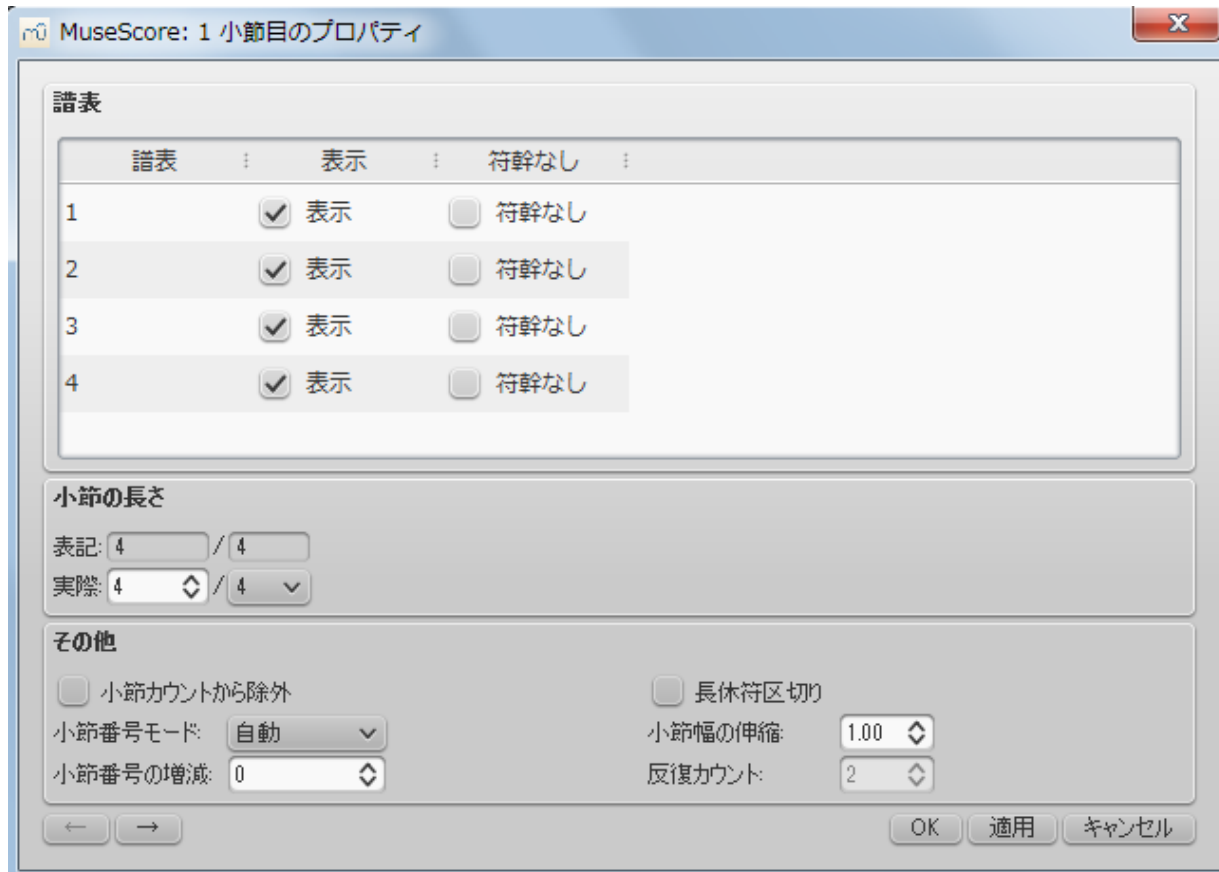 MuseScore: 1 小節目のプロパティ
譜表
譜表 表示 符幹なし
1 表示 符幹なし
2 表示 符幹なし
3 表示 符幹なし
4 表示 符幹なし
小節の長さ
表記: 4 / 4
実際: 4 / 4
その他
小節カウントから除外 長休符区切り
小節番号モード: 自動 小節幅の伸縮: 1.00
小節番号の増減: 0 反復カウント: 2
← → OK 適用 キャンセル